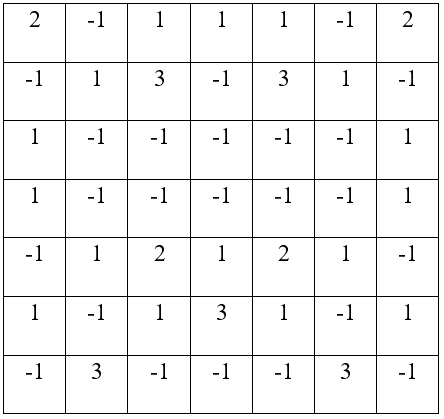 2 -1 1 1 1 -1 2
-1 1 3 -1 3 1 -1
1 -1 -1 -1 -1 -1 1
1 -1 -1 -1 -1 -1 1
-1 1 2 1 2 1 -1
1 -1 1 3 1 -1 1
-1 3 -1 -1 -1 3 -1